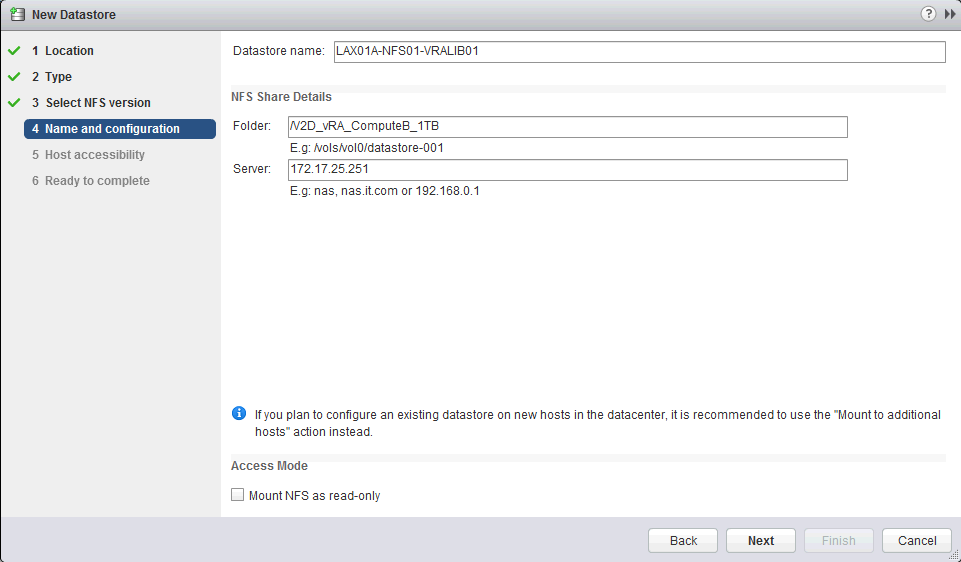 New Datastore
1 Location
2 Type
3 Select NFS version
4 Name and configuration
5 Host accessibility
6 Ready to complete
Datastore name: LAX01A-NFS01-VRALIB01
NFS Share Details
Folder: /V2D_vRA_ComputeB_1TB
E.g: /vols/vol0/datastore-001
Server: 172.17.25.251
E.g: nas, nas.it.com or 192.168.0.1
If you plan to configure an existing datastore on new hosts in the datacenter, it is recommended to use the "Mount to additional
hosts" action instead.
Access Mode
Mount NFS as read-only
Back Next Finish Cancel